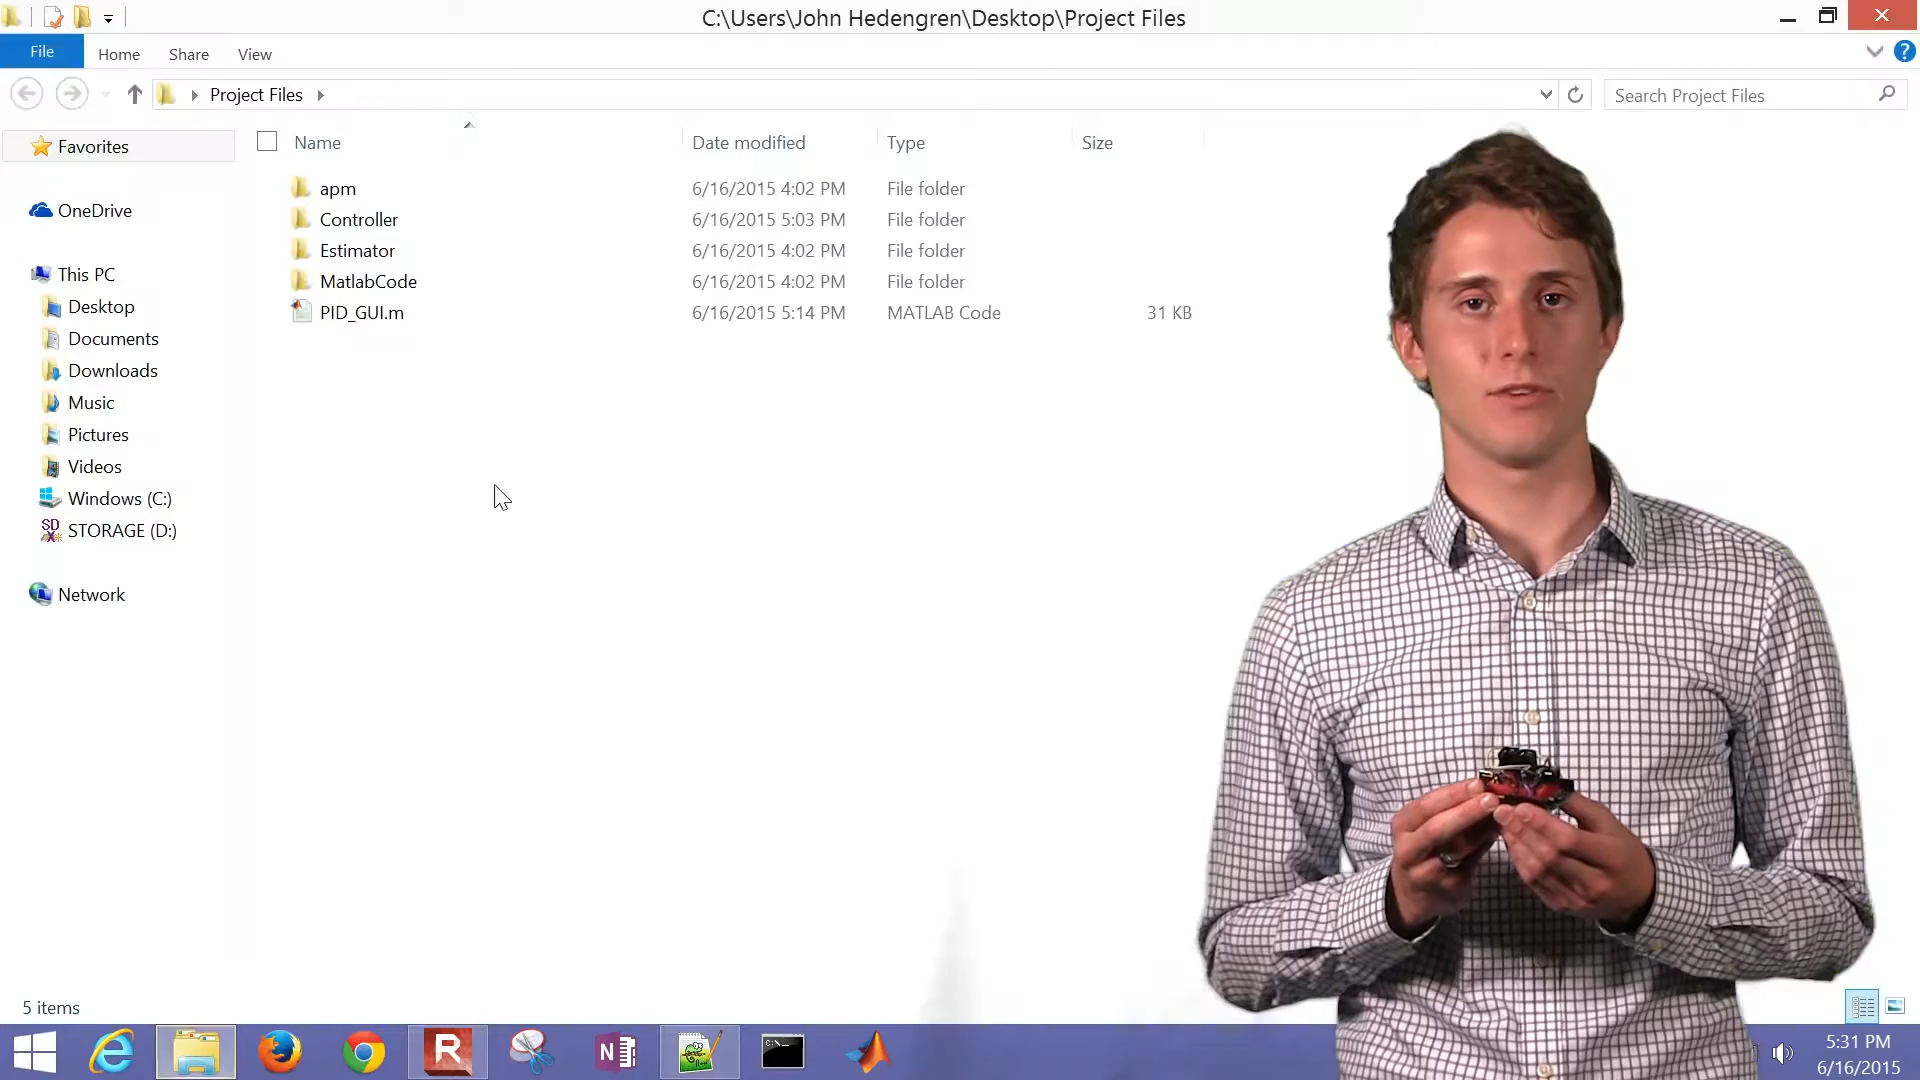 C:\Users\John Hedengren\Desktop\Project Files
File Home Share View
Project Files
Search Project Files
Favorites
OneDrive
This PC
Desktop
Documents
Downloads
Music
Pictures
Videos
Windows (C:)
STORAGE (D:)
Network
Name Date modified Type Size
apm 6/16/2015 4:02 PM File folder
Controller 6/16/2015 5:03 PM File folder
Estimator 6/16/2015 4:02 PM File folder
MatlabCode 6/16/2015 4:02 PM File folder
PID_GUI.m 6/16/2015 5:14 PM MATLAB Code 31 KB
5 items
5:31 PM
6/16/2015